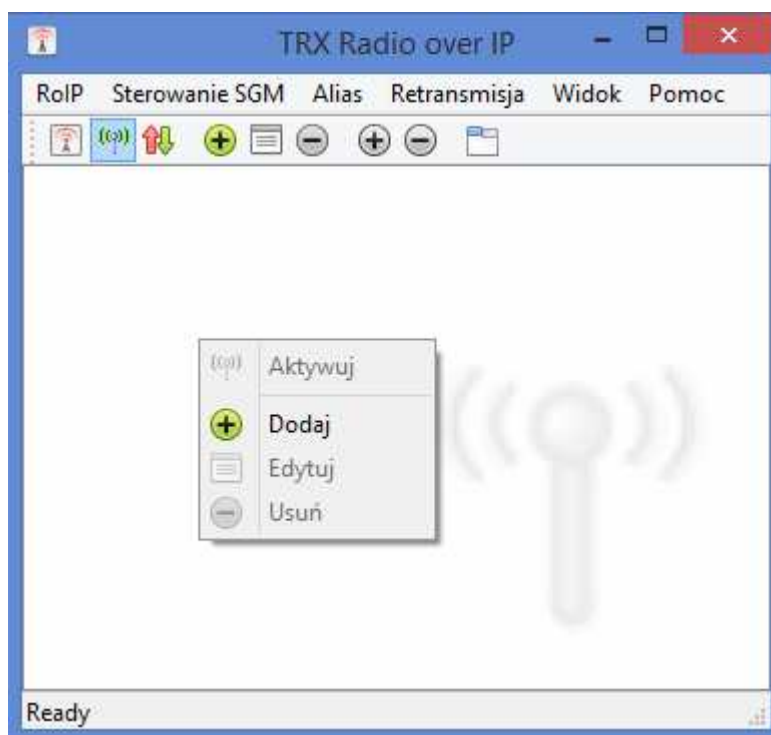 TRX Radio over IP
RoIP Sterowanie SGM Alias Retransmisja Widok Pomoc
Aktywuj
Dodaj
Edytuj
Usuń
Ready